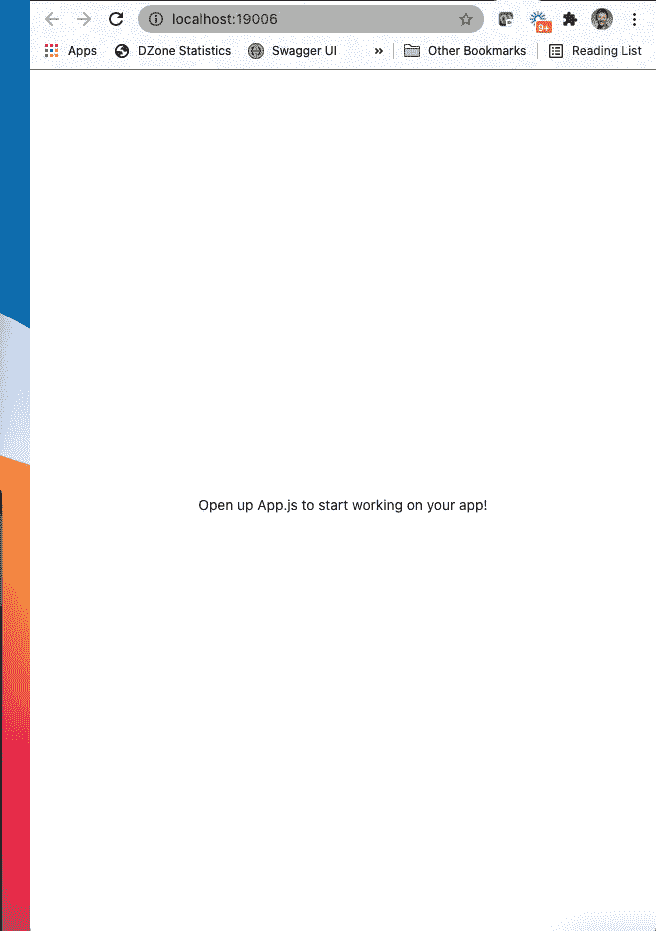 localhost:19006
9+
Apps DZone Statistics Swagger UI » Other Bookmarks Reading List
Open up App.js to start working on your app!